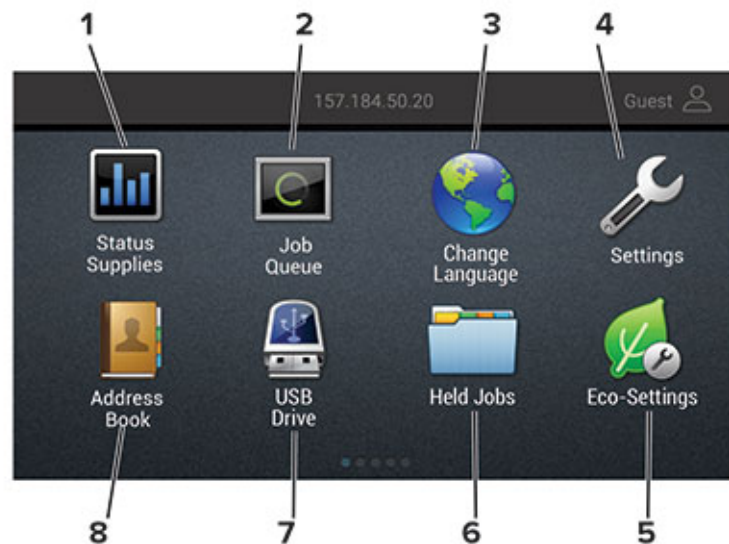 1 2 3 4
157.184.50.20 Guest
Status Supplies
Job Queue
Change Language
Settings
Address Book
USB Drive
Held Jobs
Eco-Settings
8 7 6 5